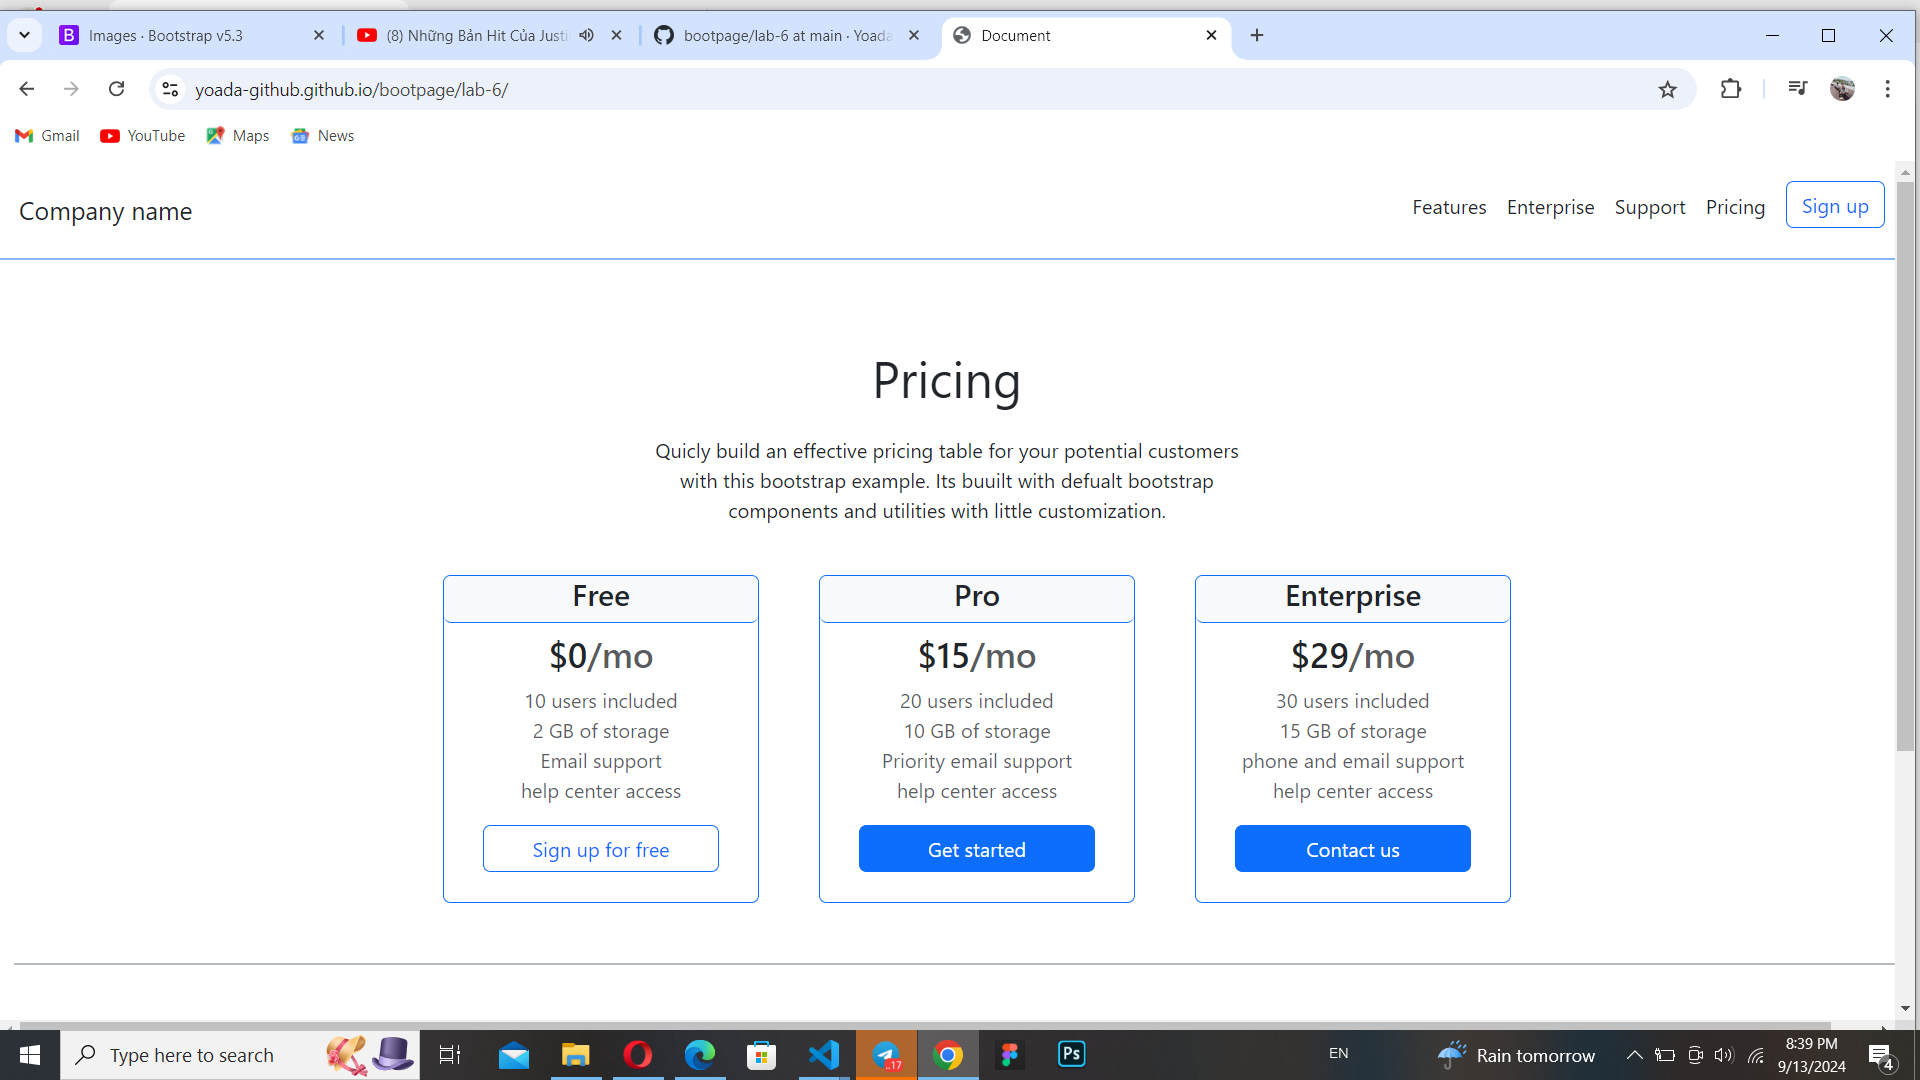 Images · Bootstrap v5.3
(8) Những Bản Hit Của Justi
bootpage/lab-6 at main · Yoada
Document
yoada-github.github.io/bootpage/lab-6/
Gmail YouTube Maps News
Company name
Features Enterprise Support Pricing Sign up
Pricing
Quicly build an effective pricing table for your potential customers
with this bootstrap example. Its buuilt with defualt bootstrap
components and utilities with little customization.
Free
$0/mo
10 users included
2 GB of storage
Email support
help center access
Sign up for free
Pro
$15/mo
20 users included
10 GB of storage
Priority email support
help center access
Get started
Enterprise
$29/mo
30 users included
15 GB of storage
phone and email support
help center access
Contact us
Type here to search
..17
Ps
EN
Rain tomorrow
8:39 PM
9/13/2024
4